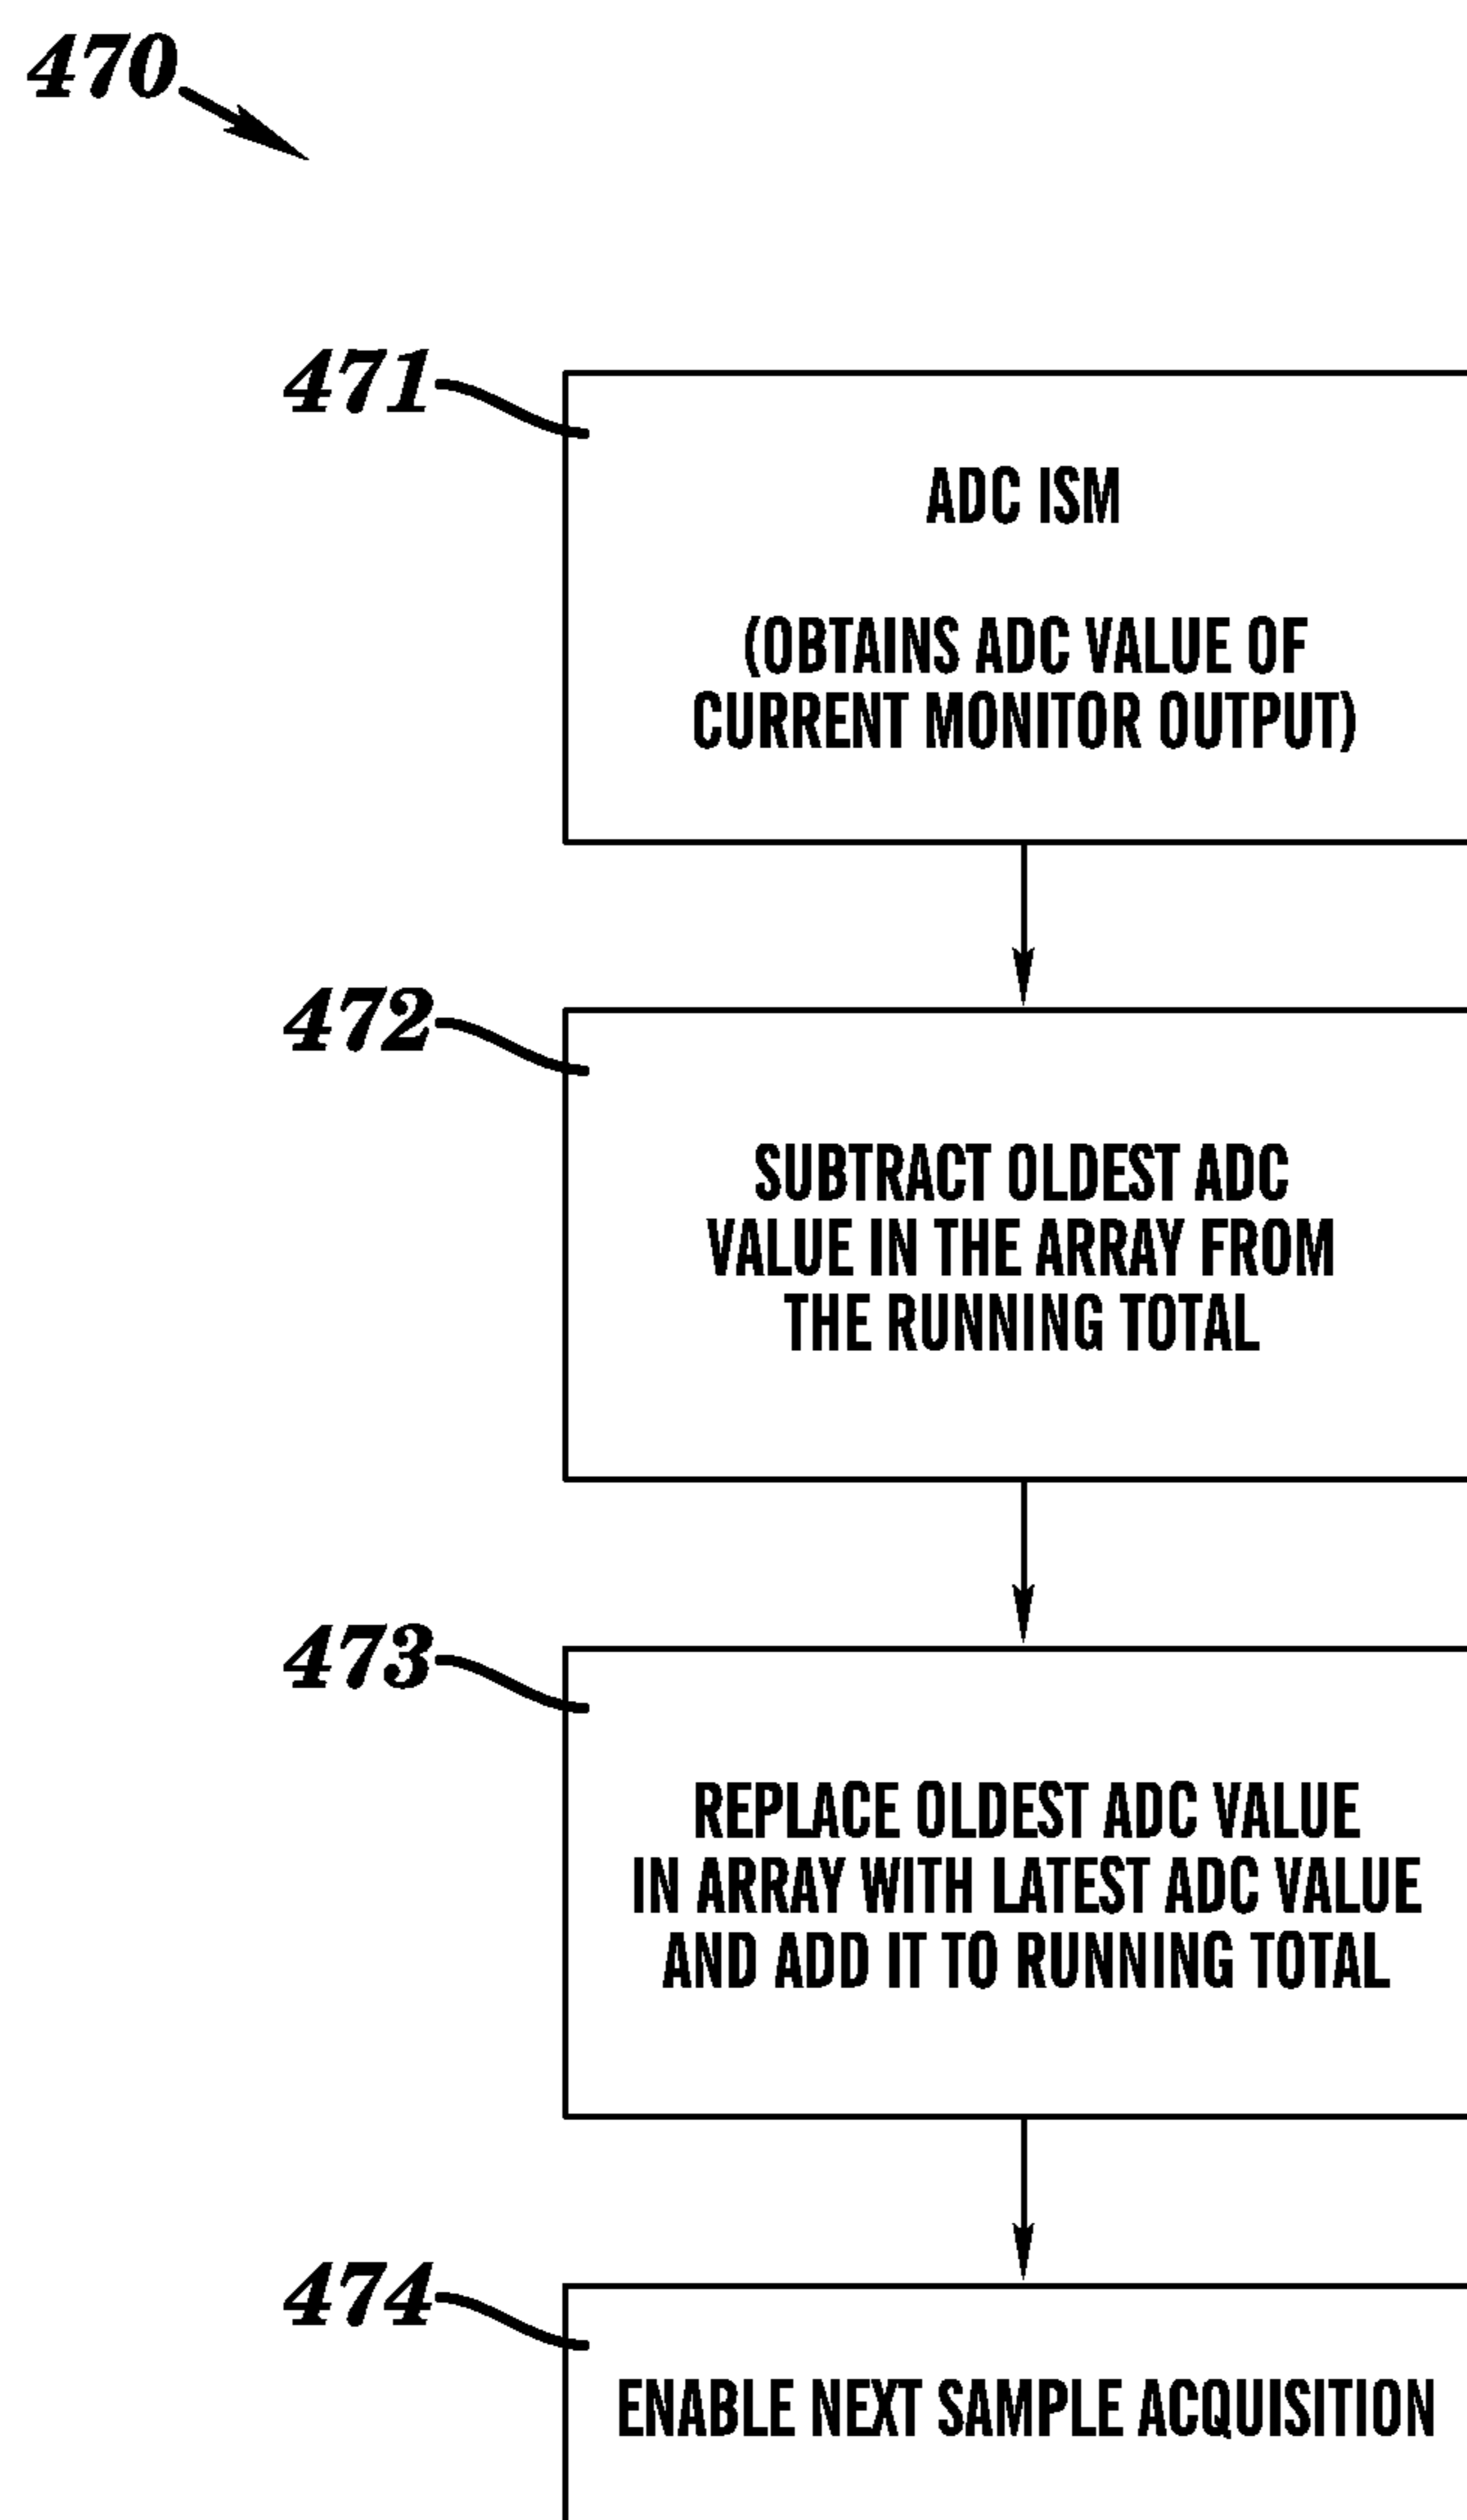 470
471
ADC ISM
(OBTAINS ADC VALUE OF
CURRENT MONITOR OUTPUT)
472
SUBTRACT OLDEST ADC
VALUE IN THE ARRAY FROM
THE RUNNING TOTAL
473
REPLACE OLDEST ADC VALUE
IN ARRAY WITH LATEST ADC VALUE
AND ADD IT TO RUNNING TOTAL
474
ENABLE NEXT SAMPLE ACQUISITION